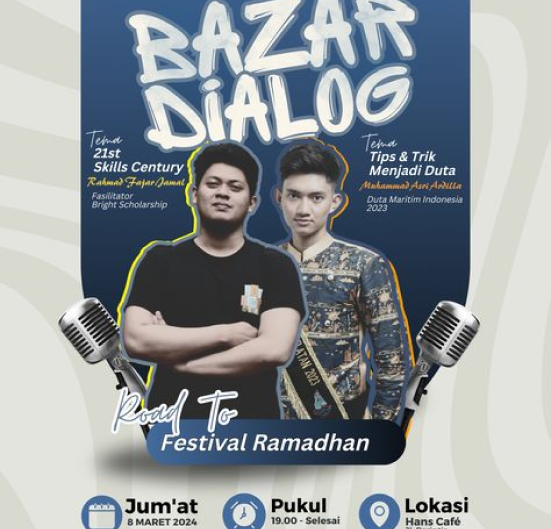 BAZAR
DiALOG
Tema
21st
Skills Century
Rahmad Fajar Jamal
Fasilitator
Bright Scholarship
Tema
Tips & Trik
Menjadi Duta
Muhammad Asri Ardilla
Duta Maritim Indonesia
2023
LATAN 2023
Road To
Festival Ramadhan
Jum'at
8 MARET 2024
Pukul
19.00 - Selesai
Lokasi
Hans Café